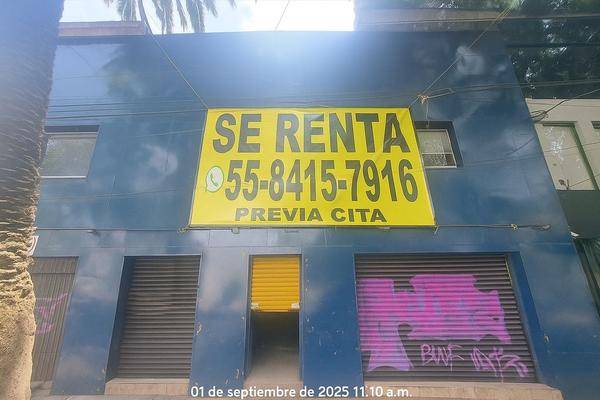 SE RENTA
55-8415-7916
PREVIA CITA
01 de septiembre de 2025 11.10 a.m.